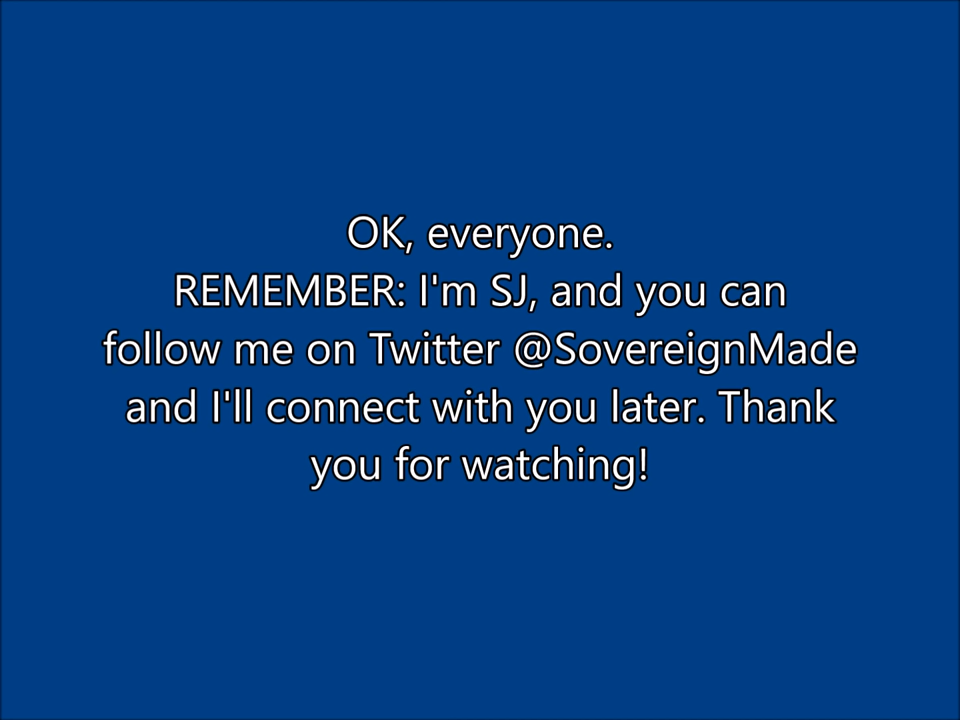 OK, everyone.
REMEMBER: I'm SJ, and you can
follow me on Twitter @SovereignMade
and I'll connect with you later. Thank
you for watching!